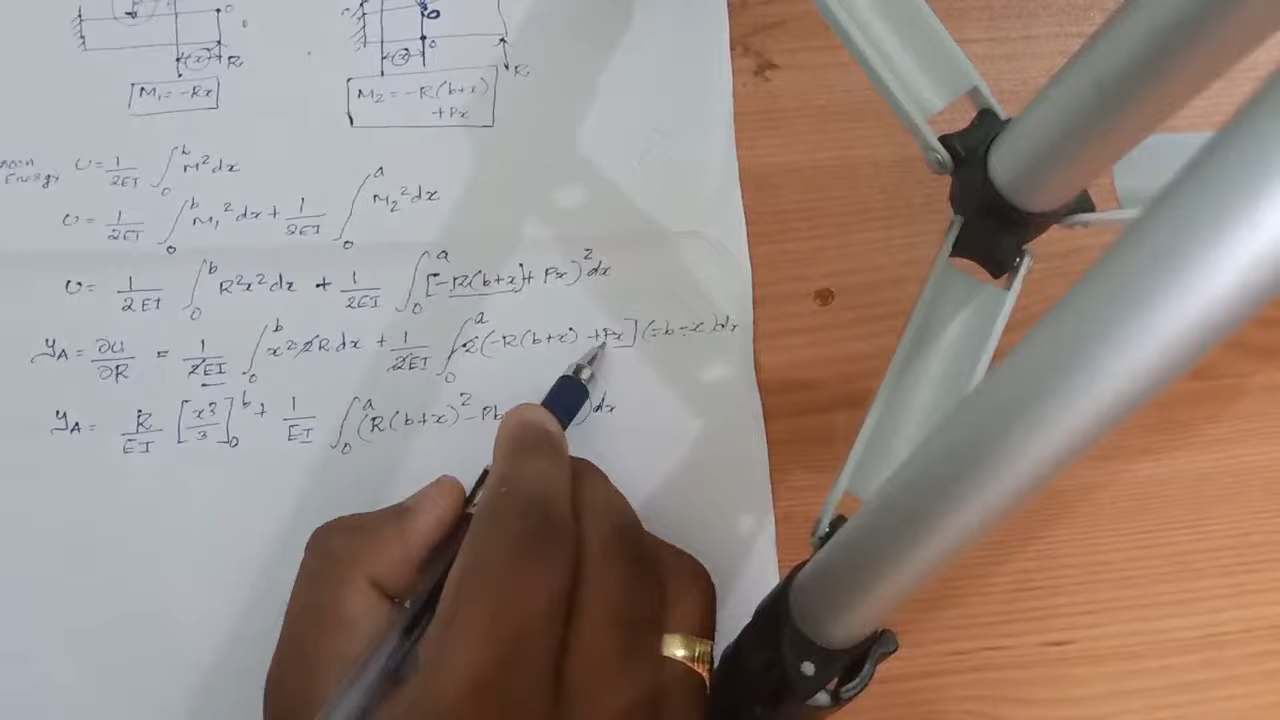 (x) R
(x) R
M₁ = -Rx
M₂ = -R(b+x)
+Px
Energy U = 1/2EI ∫₀ᵇ M² dx
U = 1/2EI ∫₀ᵇ M₁² dx + 1/2EI ∫₀ᵃ M₂² dx
U = 1/2EI ∫₀ᵇ R²x² dx + 1/2EI ∫₀ᵃ [-R(b+x) + Px)² dx
y_A = ∂U/∂R = 1/2EI ∫₀ᵇ x² 2R dx + 1/2EI ∫₀ᵃ 2(-R(b+x) + Px] (-b-x) dx
y_A = R/EI [x³/3]₀ᵇ + 1/EI ∫₀ᵃ (R(b+x)² - Pb ) dx